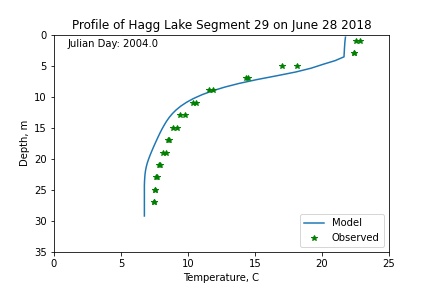 Profile of Hagg Lake Segment 29 on June 28 2018
Julian Day: 2004.0
0
5
10
15
20
25
30
35
Depth, m
0
5
10
15
20
25
Temperature, C
Model
Observed